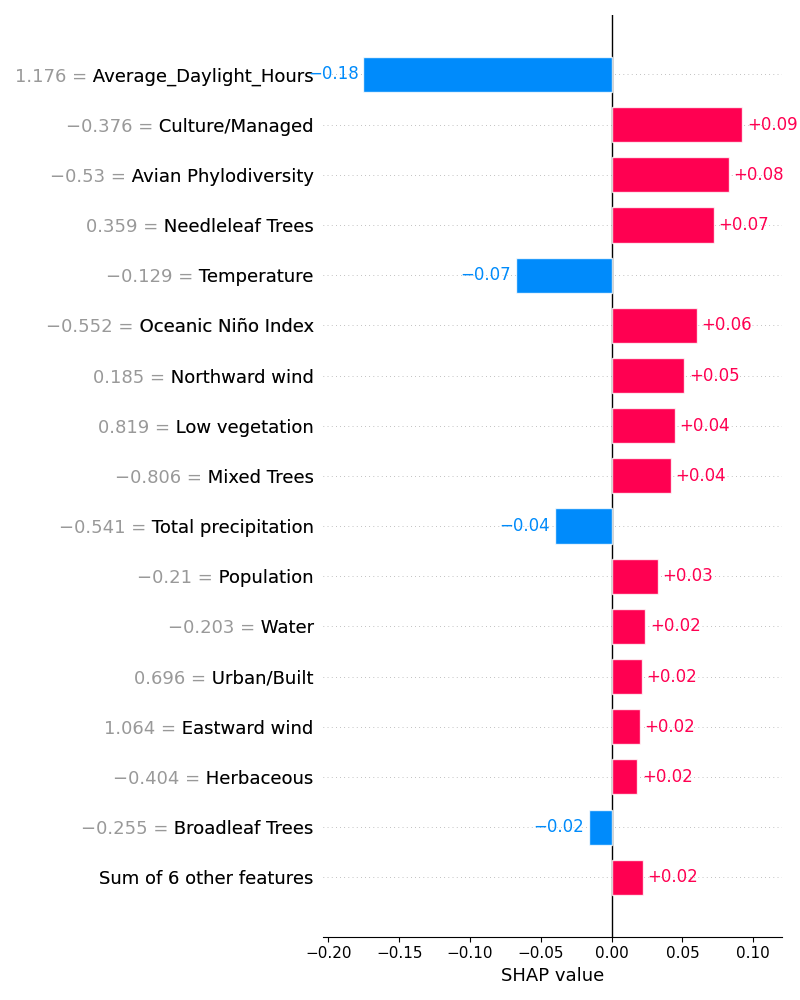 1.176 = Average_Daylight_Hours −0.18
−0.376 = Culture/Managed +0.09
−0.53 = Avian Phylodiversity +0.08
0.359 = Needleleaf Trees +0.07
−0.129 = Temperature −0.07
−0.552 = Oceanic Niño Index +0.06
0.185 = Northward wind +0.05
0.819 = Low vegetation +0.04
−0.806 = Mixed Trees +0.04
−0.541 = Total precipitation −0.04
−0.21 = Population +0.03
−0.203 = Water +0.02
0.696 = Urban/Built +0.02
1.064 = Eastward wind +0.02
−0.404 = Herbaceous +0.02
−0.255 = Broadleaf Trees −0.02
Sum of 6 other features +0.02
−0.20 −0.15 −0.10 −0.05 0.00 0.05 0.10
SHAP value